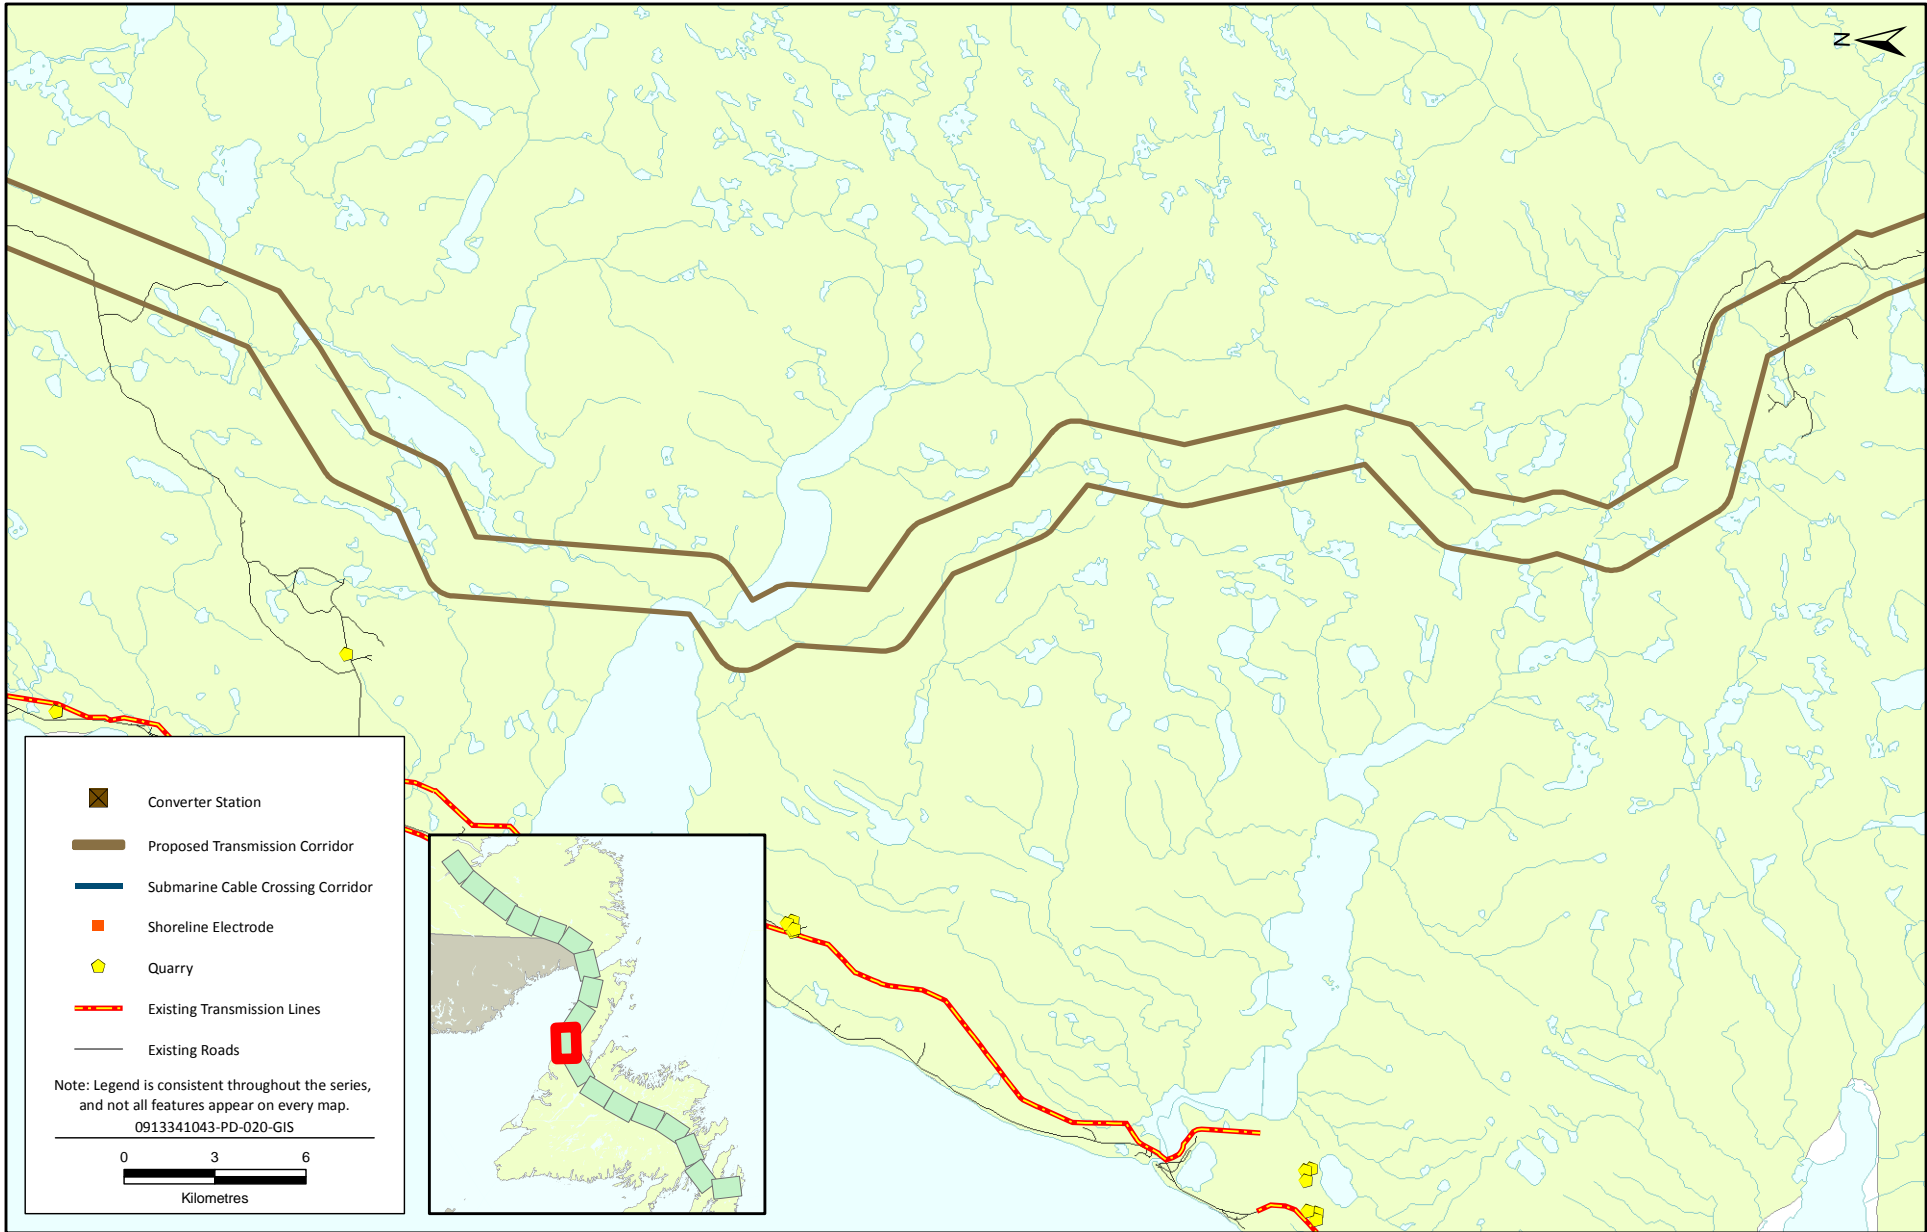 N
Converter Station
Proposed Transmission Corridor
Submarine Cable Crossing Corridor
Shoreline Electrode
Quarry
Existing Transmission Lines
Existing Roads
Note: Legend is consistent throughout the series,
and not all features appear on every map.
0913341043-PD-020-GIS
0 3 6
Kilometres